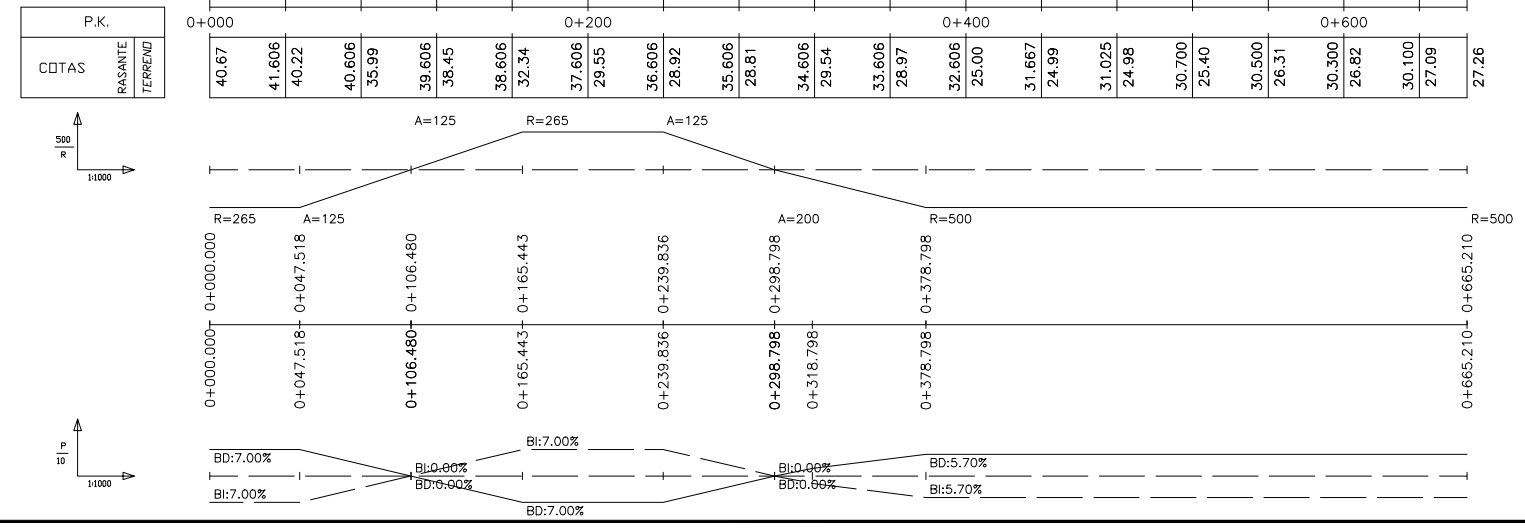 P.K.
0+000
0+200
0+400
0+600
COTAS
RASANTE
TERRENO
40.67
41.606
40.22
40.606
35.99
39.606
38.45
38.606
32.34
37.606
29.55
36.606
28.92
35.606
28.81
34.606
29.54
33.606
28.97
32.606
25.00
31.667
24.99
31.025
24.98
30.700
25.40
30.500
26.31
30.300
26.82
30.100
27.09
27.26
500
R
1:1000
A=125
R=265
A=125
R=265
A=125
A=200
R=500
R=500
0+000.000
0+047.518
0+106.480
0+165.443
0+239.836
0+298.798
0+378.798
0+665.210
0+000.000
0+047.518
0+106.480
0+165.443
0+239.836
0+298.798
0+318.798
0+378.798
0+665.210
P
10
1:1000
BD:7.00%
BI:7.00%
BI:0.00%
BD:0.00%
BI:7.00%
BD:7.00%
BI:0.00%
BD:0.00%
BD:5.70%
BI:5.70%